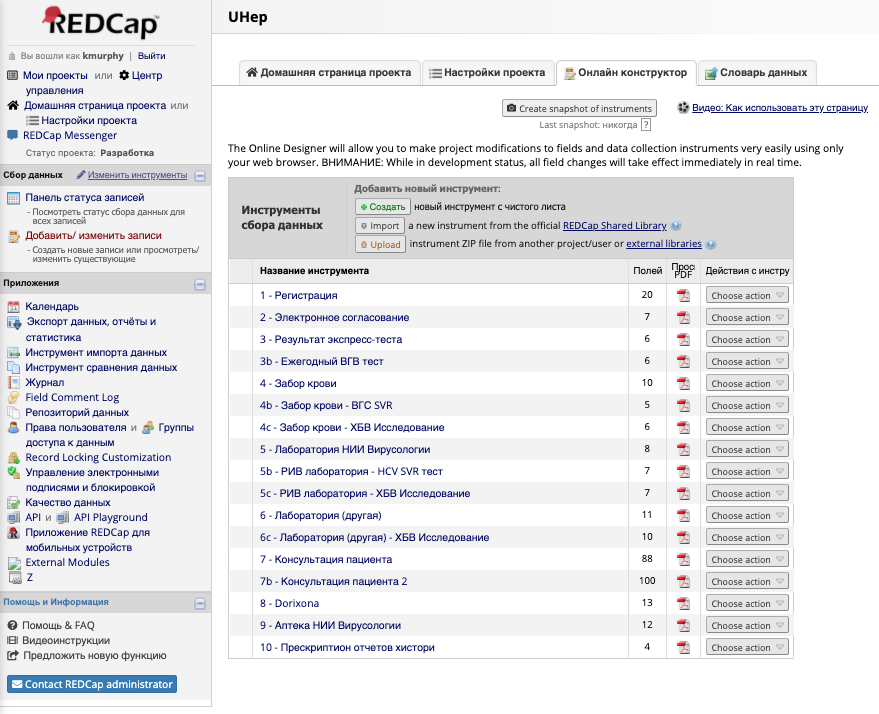 REDCap
UHep
Вы вошли как kmurphy | Выйти
Мои проекты или Центр
управления
Домашняя страница проекта или
Настройки проекта
REDCap Messenger
Статус проекта: Разработка
Сбор данных Изменить инструменты
Панель статуса записей
- Посмотреть статус сбора данных для
всех записей
Добавить/ изменить записи
- Создать новые записи или просмотреть/
изменить существующие
Приложения
Календарь
Экспорт данных, отчёты и
статистика
Инструмент импорта данных
Инструмент сравнения данных
Журнал
Field Comment Log
Репозиторий данных
Права пользователя и Группы
доступа к данным
Record Locking Customization
Управление электронными
подписями и блокировкой
Качество данных
API и API Playground
Приложение REDCap для
мобильных устройств
External Modules
Z
Помощь и Информация
Помощь & FAQ
Видеоинструкции
Предложить новую функцию
Contact REDCap administrator
Домашняя страница проекта Настройки проекта Онлайн конструктор Словарь данных
Create snapshot of instruments Видео: Как использовать эту страницу
Last snapshot: никогда ?
The Online Designer will allow you to make project modifications to fields and data collection instruments very easily using only
your web browser. ВНИМАНИЕ: While in development status, all field changes will take effect immediately in real time.
Инструменты
сбора данных
Добавить новый инструмент:
Создать новый инструмент с чистого листа
Import a new instrument from the official REDCap Shared Library ?
Upload instrument ZIP file from another project/user or external libraries ?
Название инструмента Полей Прос PDF Действия с инстру
1 - Регистрация 20 Choose action
2 - Электронное согласование 7 Choose action
3 - Результат экспресс-теста 6 Choose action
3b - Ежегодный ВГВ тест 6 Choose action
4 - Забор крови 10 Choose action
4b - Забор крови - ВГС SVR 5 Choose action
4c - Забор крови - ХБВ Исследование 6 Choose action
5 - Лаборатория НИИ Вирусологии 8 Choose action
5b - РИВ лаборатория - HCV SVR тест 7 Choose action
5c - РИВ лаборатория - ХБВ Исследование 7 Choose action
6 - Лаборатория (другая) 11 Choose action
6c - Лаборатория (другая) - ХБВ Исследование 10 Choose action
7 - Консультация пациента 88 Choose action
7b - Консультация пациента 2 100 Choose action
8 - Dorixona 13 Choose action
9 - Аптека НИИ Вирусологии 12 Choose action
10 - Прескриптион отчетов хистори 4 Choose action